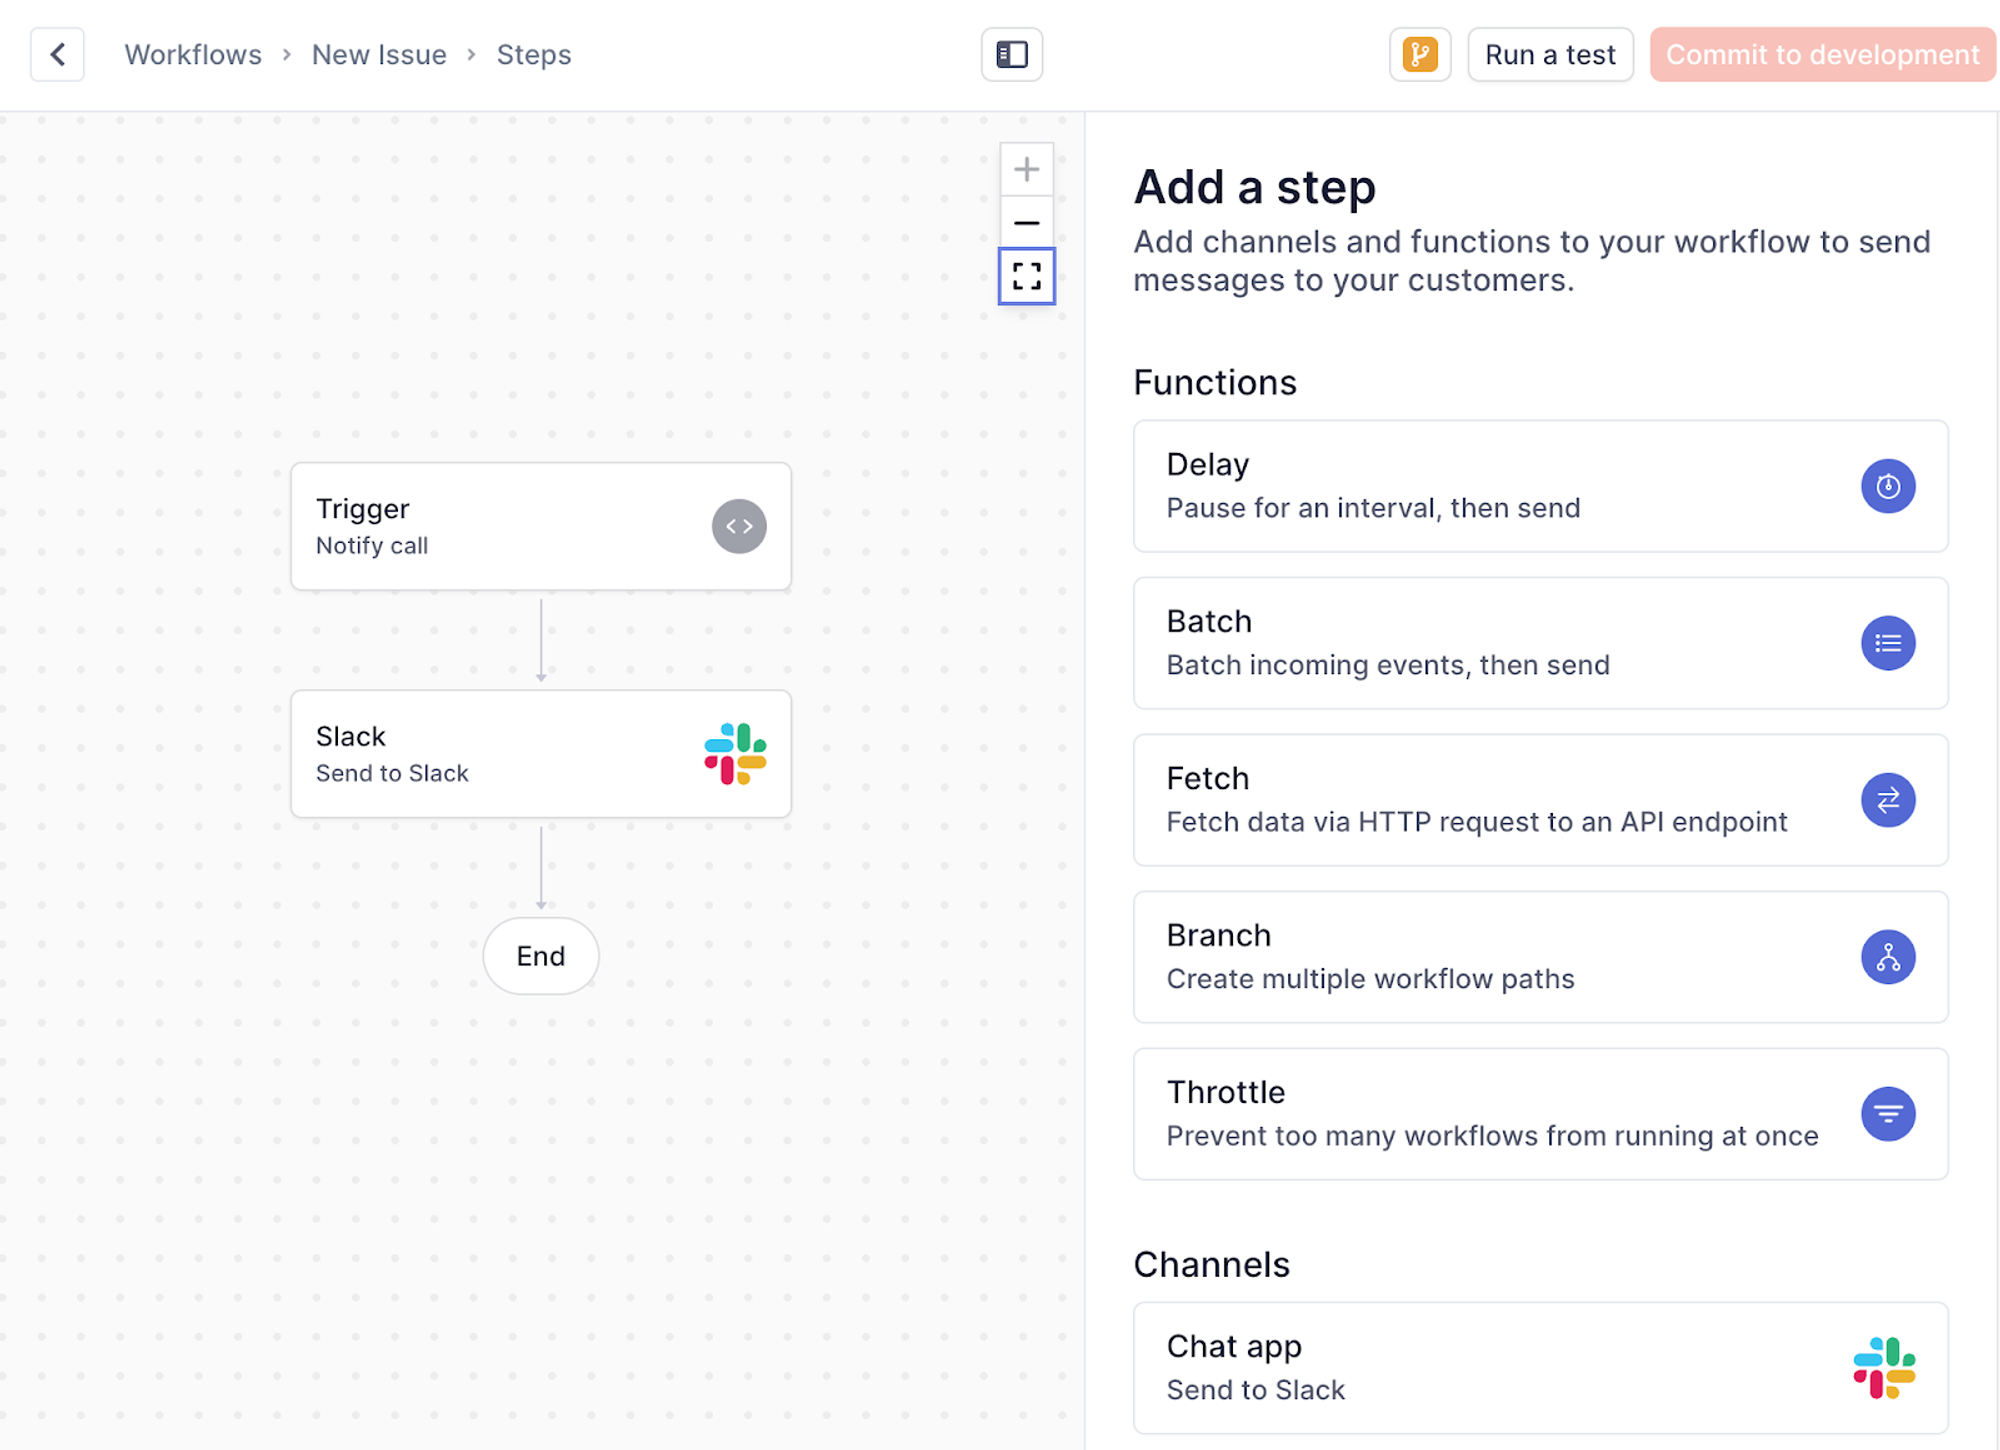 Workflows > New Issue > Steps
Run a test
Commit to development
Trigger
Notify call
Slack
Send to Slack
End
Add a step
Add channels and functions to your workflow to send
messages to your customers.
Functions
Delay
Pause for an interval, then send
Batch
Batch incoming events, then send
Fetch
Fetch data via HTTP request to an API endpoint
Branch
Create multiple workflow paths
Throttle
Prevent too many workflows from running at once
Channels
Chat app
Send to Slack